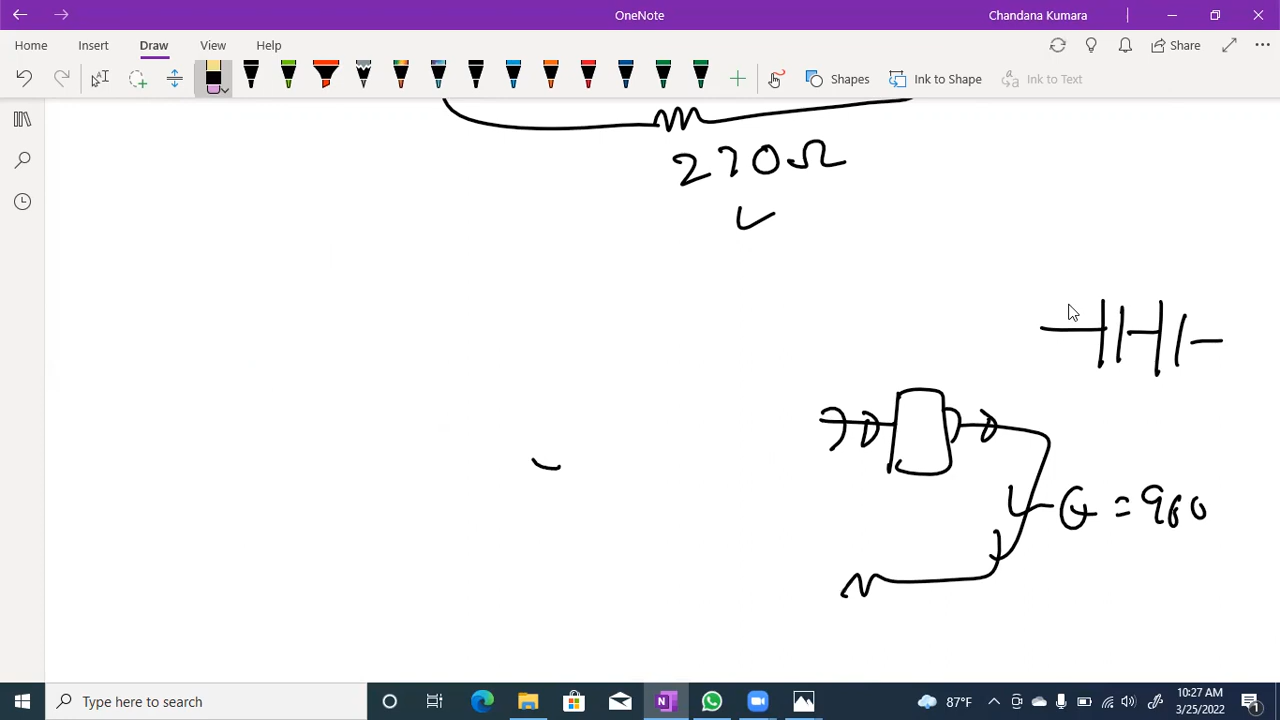 OneNote
Chandana Kumara
Home Insert Draw View Help
Share
Shapes
Ink to Shape
Ink to Text
270Ω
= 960
Type here to search
87°F
10:27 AM
3/25/2022